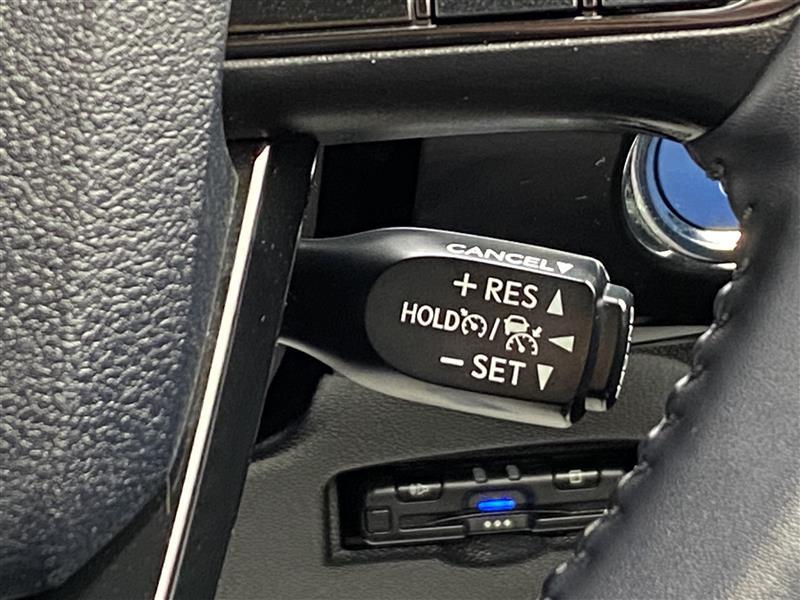 CANCEL▼
+ RES ▲
HOLD / ◀
− SET ▼